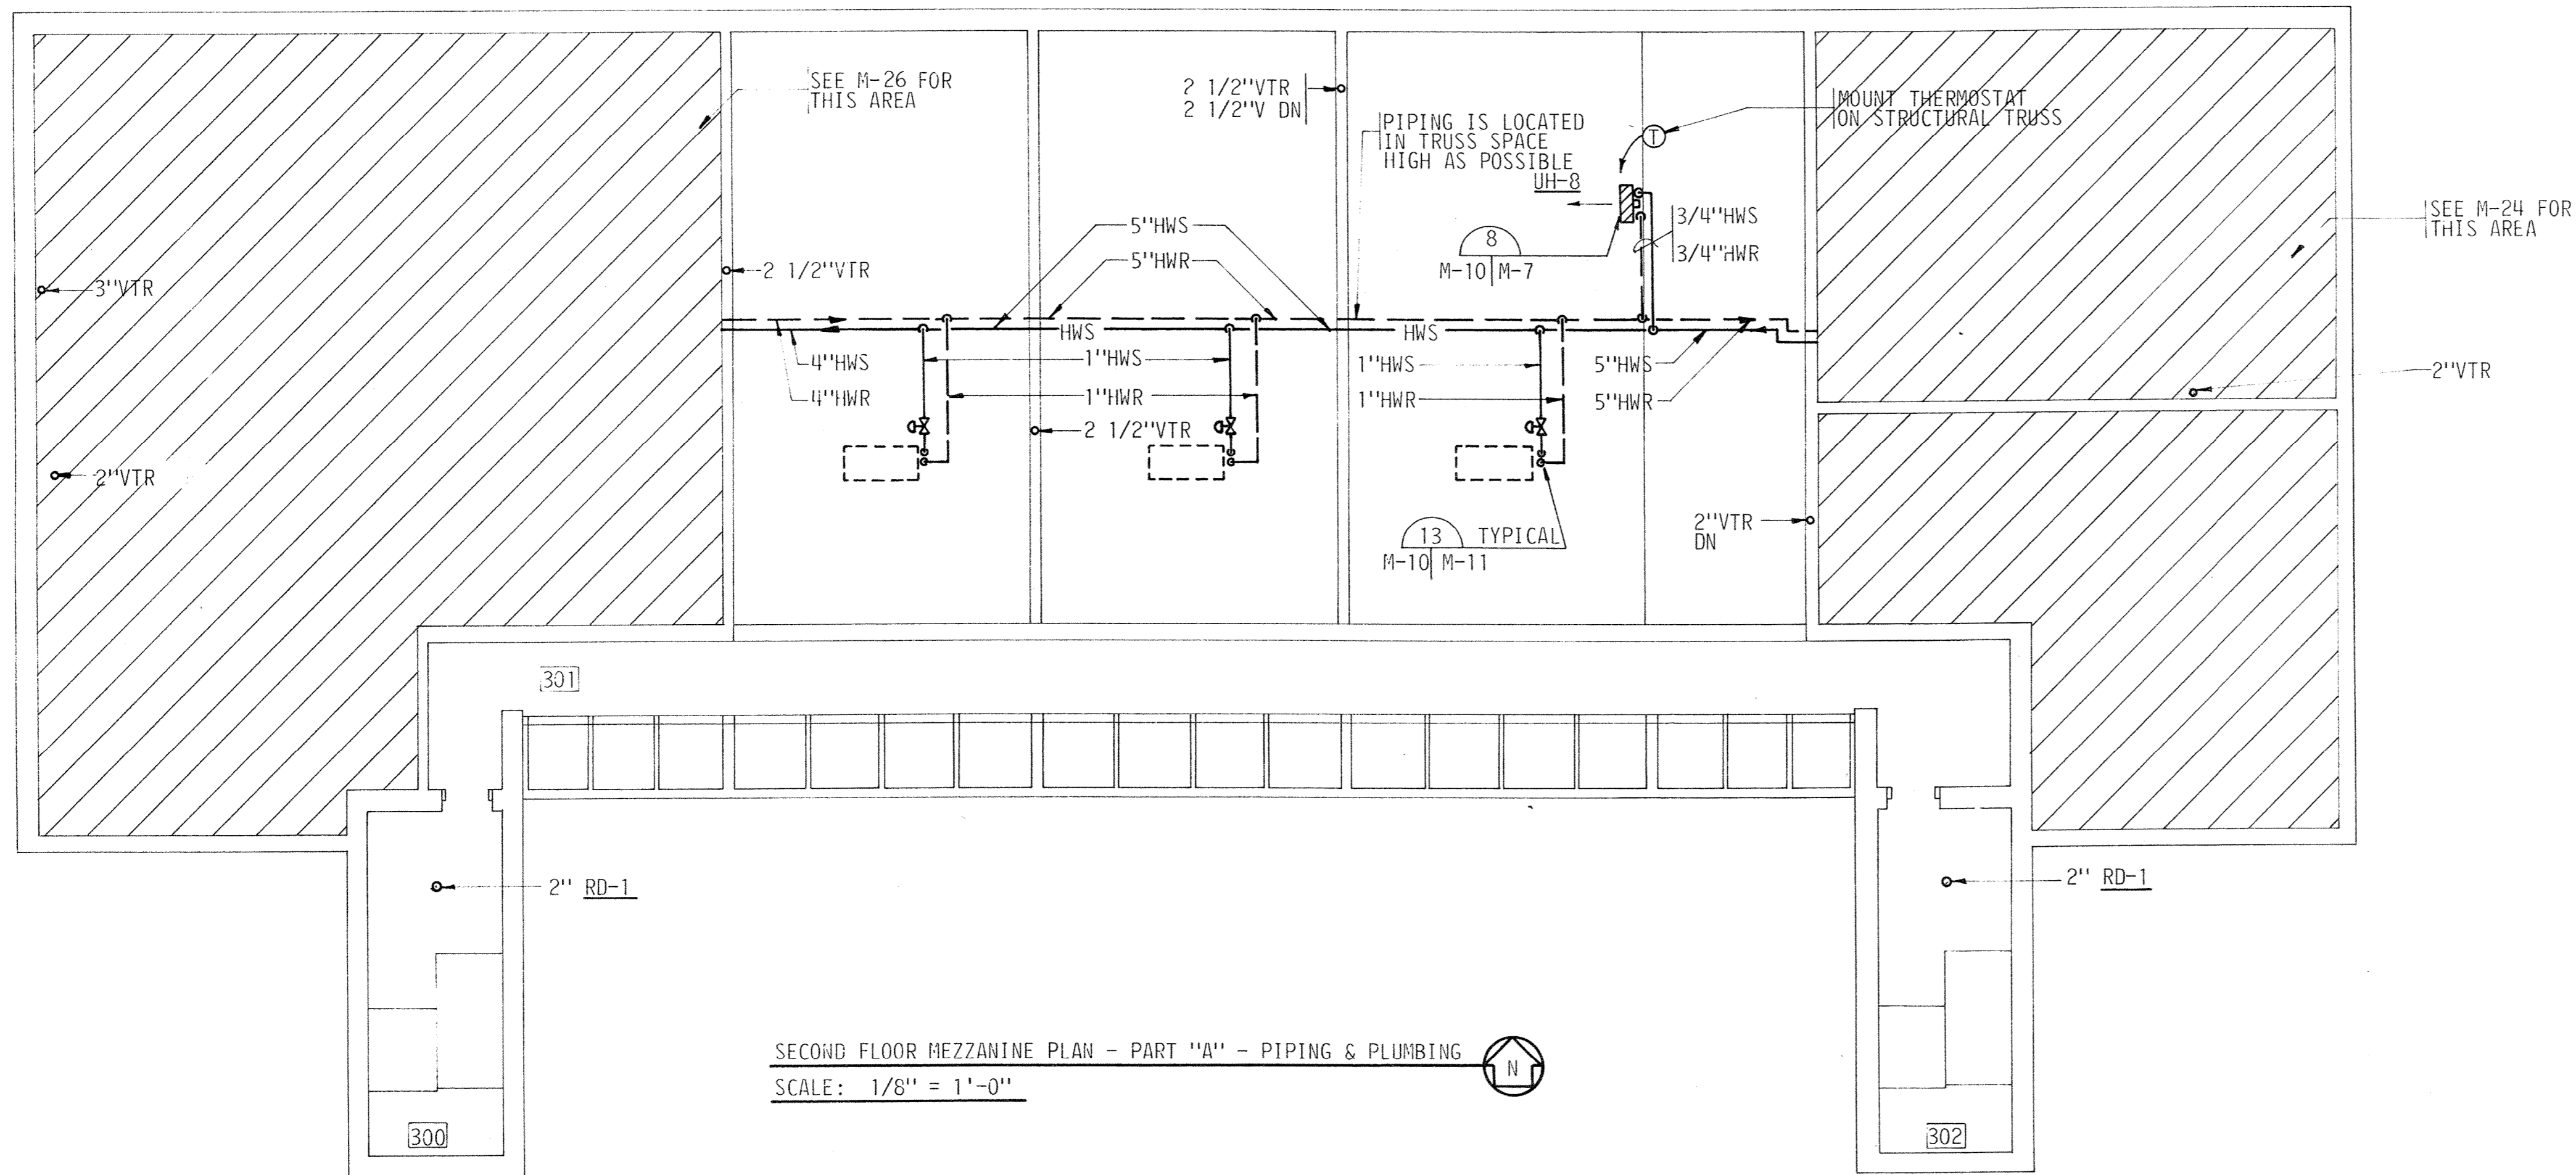 SEE M-26 FOR
THIS AREA
2 1/2"VTR
2 1/2"V DN
PIPING IS LOCATED
IN TRUSS SPACE
HIGH AS POSSIBLE
UH-8
T
MOUNT THERMOSTAT
ON STRUCTURAL TRUSS
SEE M-24 FOR
THIS AREA
3/4"HWS
3/4"HWR
8
M-10 M-7
5"HWS
5"HWR
2 1/2"VTR
3"VTR
HWS
HWS
4"HWS
4"HWR
1"HWS
1"HWR
1"HWS
1"HWR
5"HWS
5"HWR
2"VTR
2 1/2"VTR
2"VTR
13 TYPICAL
M-10 M-11
2"VTR
DN
301
2" RD-1
2" RD-1
SECOND FLOOR MEZZANINE PLAN - PART "A" - PIPING & PLUMBING
N
SCALE: 1/8" = 1'-0"
300
302